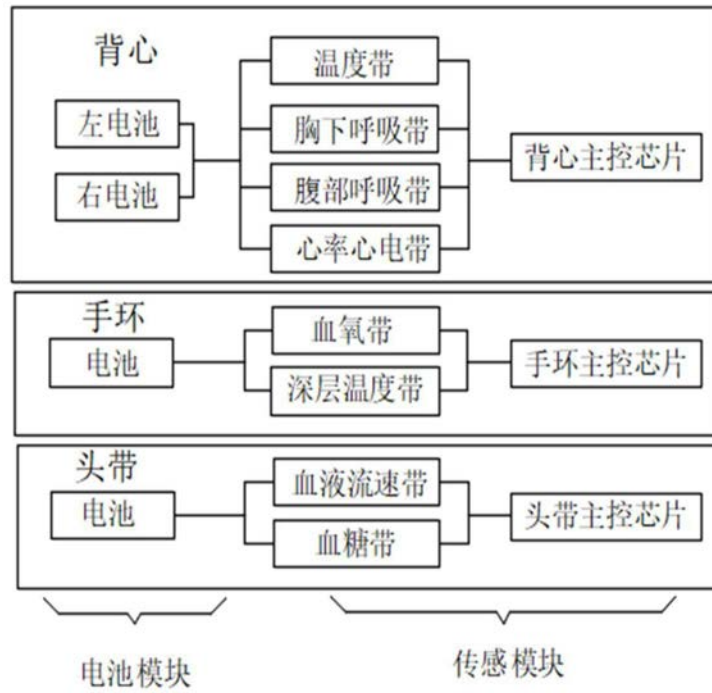 背心
左电池
右电池
温度带
胸下呼吸带
腹部呼吸带
心率心电带
背心主控芯片
手环
电池
血氧带
深层温度带
手环主控芯片
头带
电池
血液流速带
血糖带
头带主控芯片
电池模块
传感模块